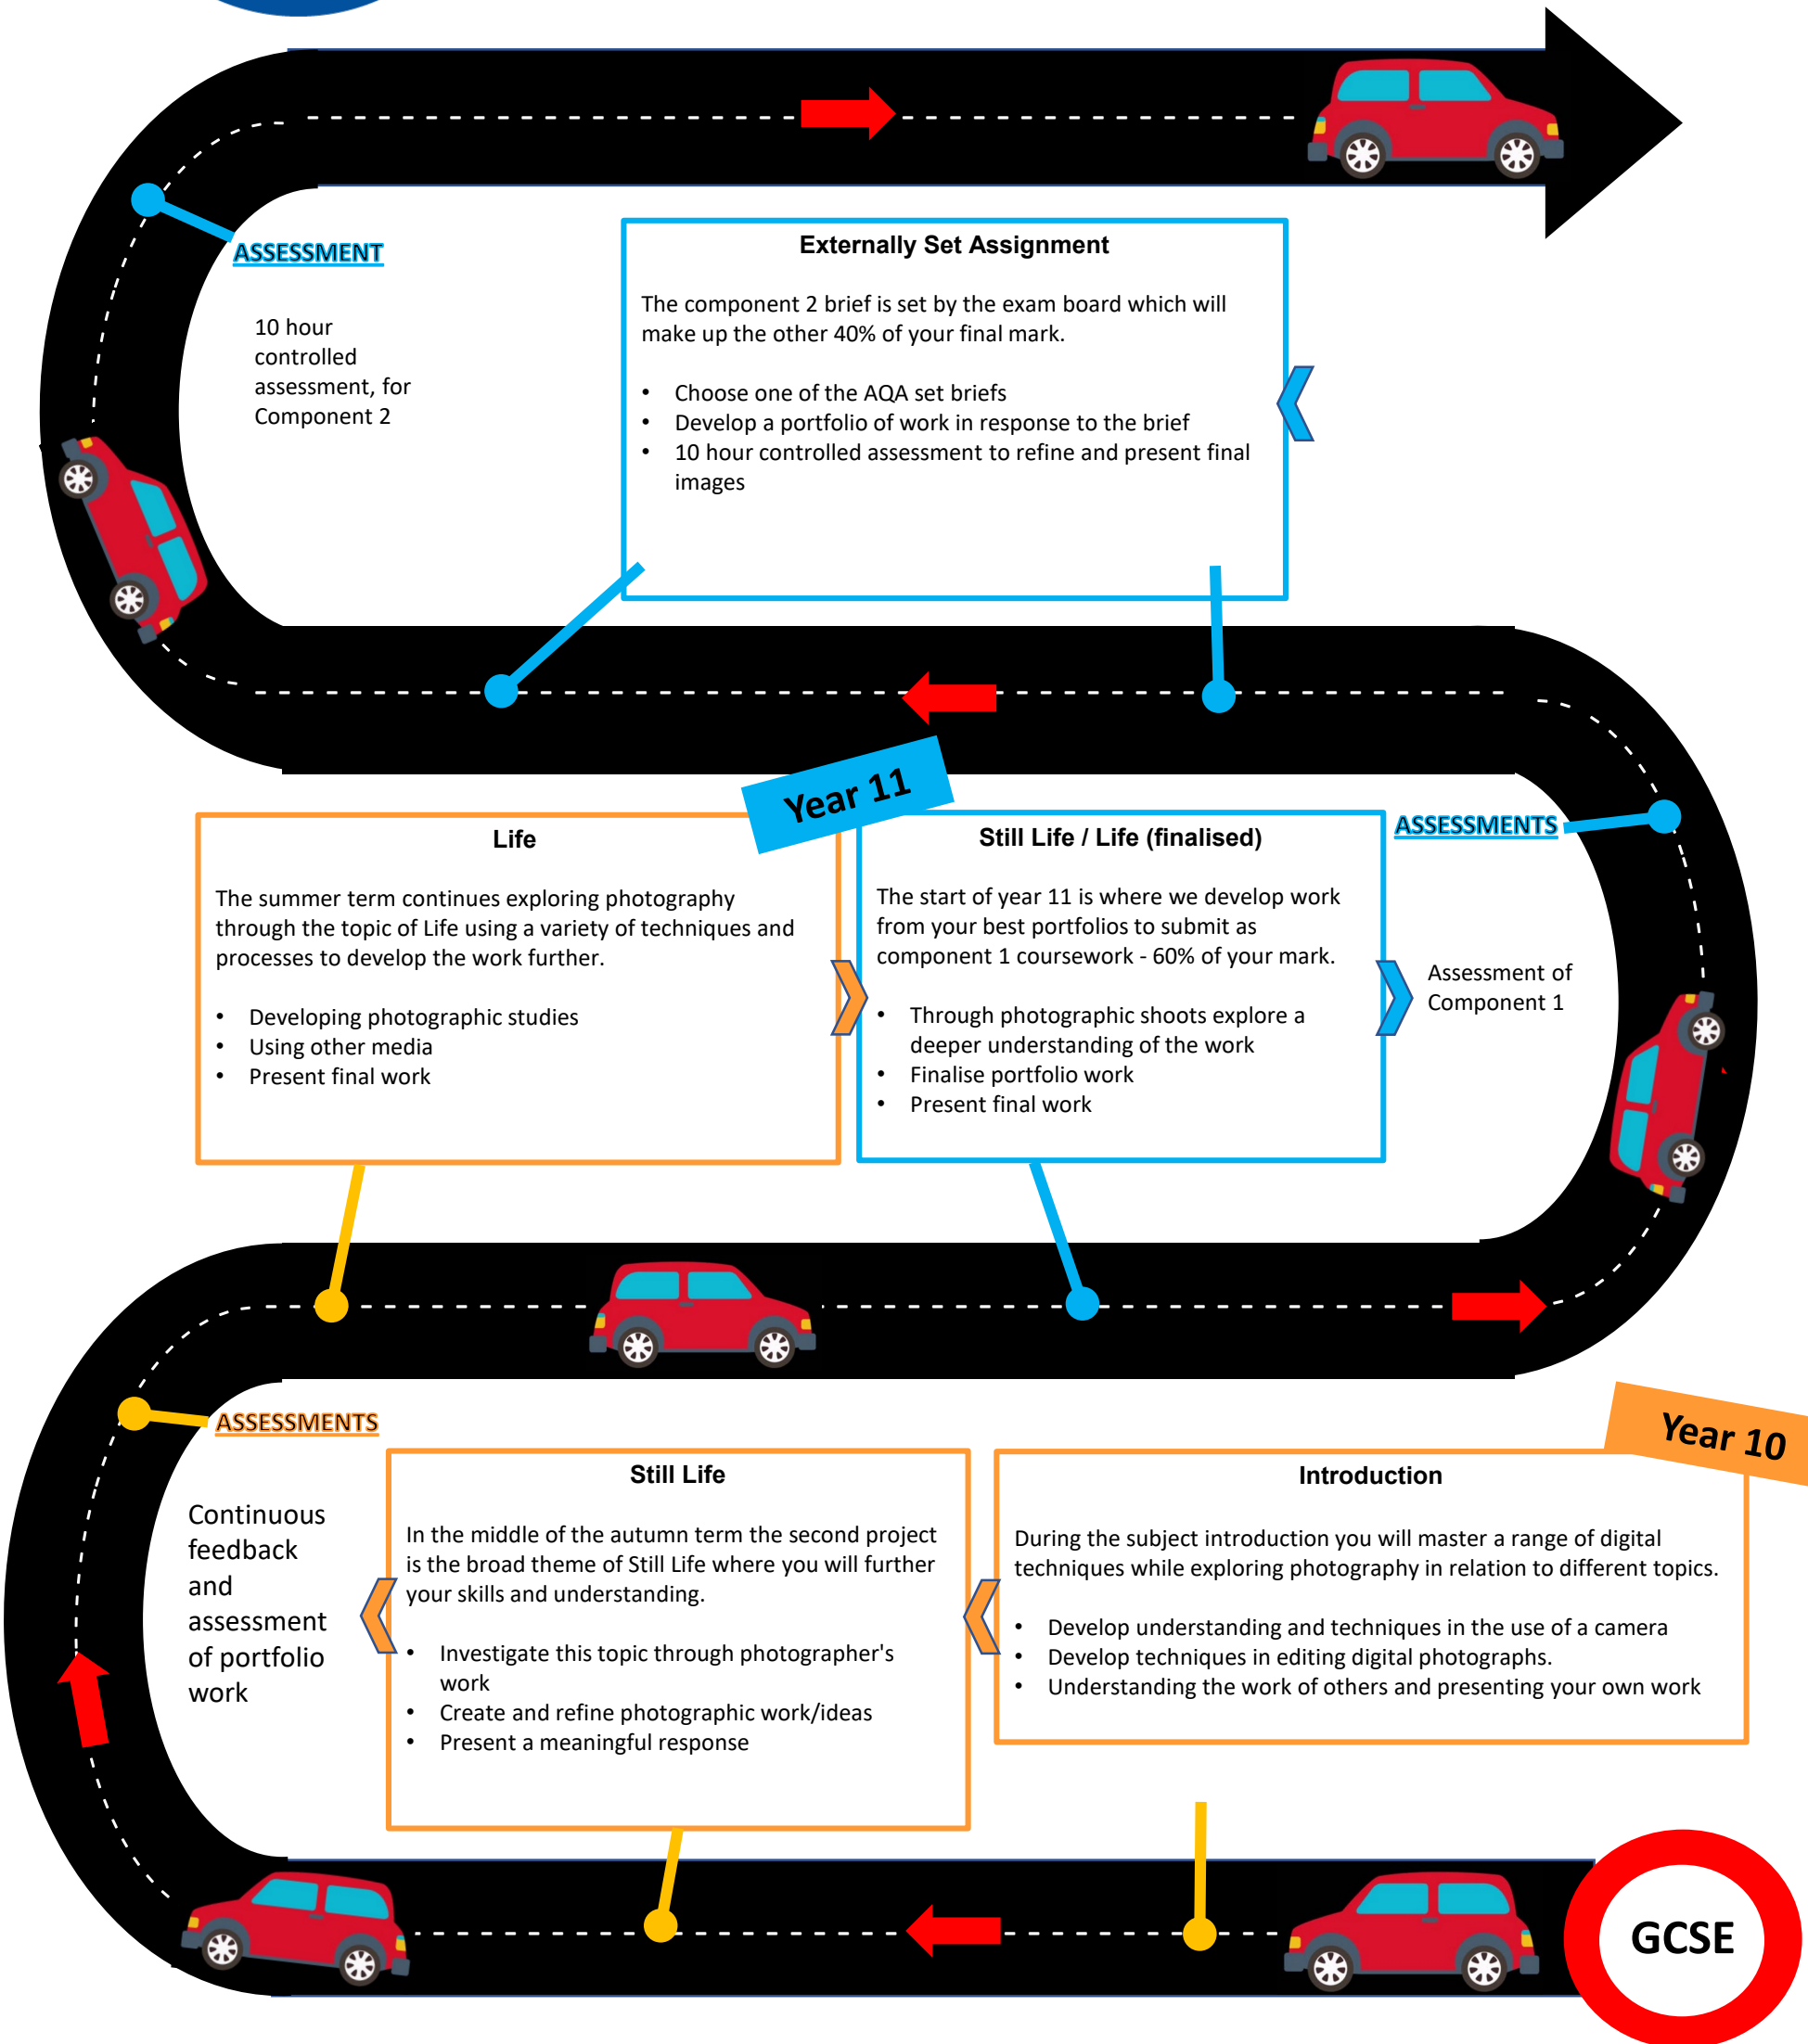 ASSESSMENT
10 hour
controlled
assessment, for
Component 2
Externally Set Assignment
The component 2 brief is set by the exam board which will
make up the other 40% of your final mark.
• Choose one of the AQA set briefs
• Develop a portfolio of work in response to the brief
• 10 hour controlled assessment to refine and present final
images
Year 11
Life
The summer term continues exploring photography
through the topic of Life using a variety of techniques and
processes to develop the work further.
• Developing photographic studies
• Using other media
• Present final work
Still Life / Life (finalised)
The start of year 11 is where we develop work
from your best portfolios to submit as
component 1 coursework - 60% of your mark.
• Through photographic shoots explore a
deeper understanding of the work
• Finalise portfolio work
• Present final work
ASSESSMENTS
Assessment of
Component 1
ASSESSMENTS
Continuous
feedback
and
assessment
of portfolio
work
Still Life
In the middle of the autumn term the second project
is the broad theme of Still Life where you will further
your skills and understanding.
• Investigate this topic through photographer's
work
• Create and refine photographic work/ideas
• Present a meaningful response
Year 10
Introduction
During the subject introduction you will master a range of digital
techniques while exploring photography in relation to different topics.
• Develop understanding and techniques in the use of a camera
• Develop techniques in editing digital photographs.
• Understanding the work of others and presenting your own work
GCSE